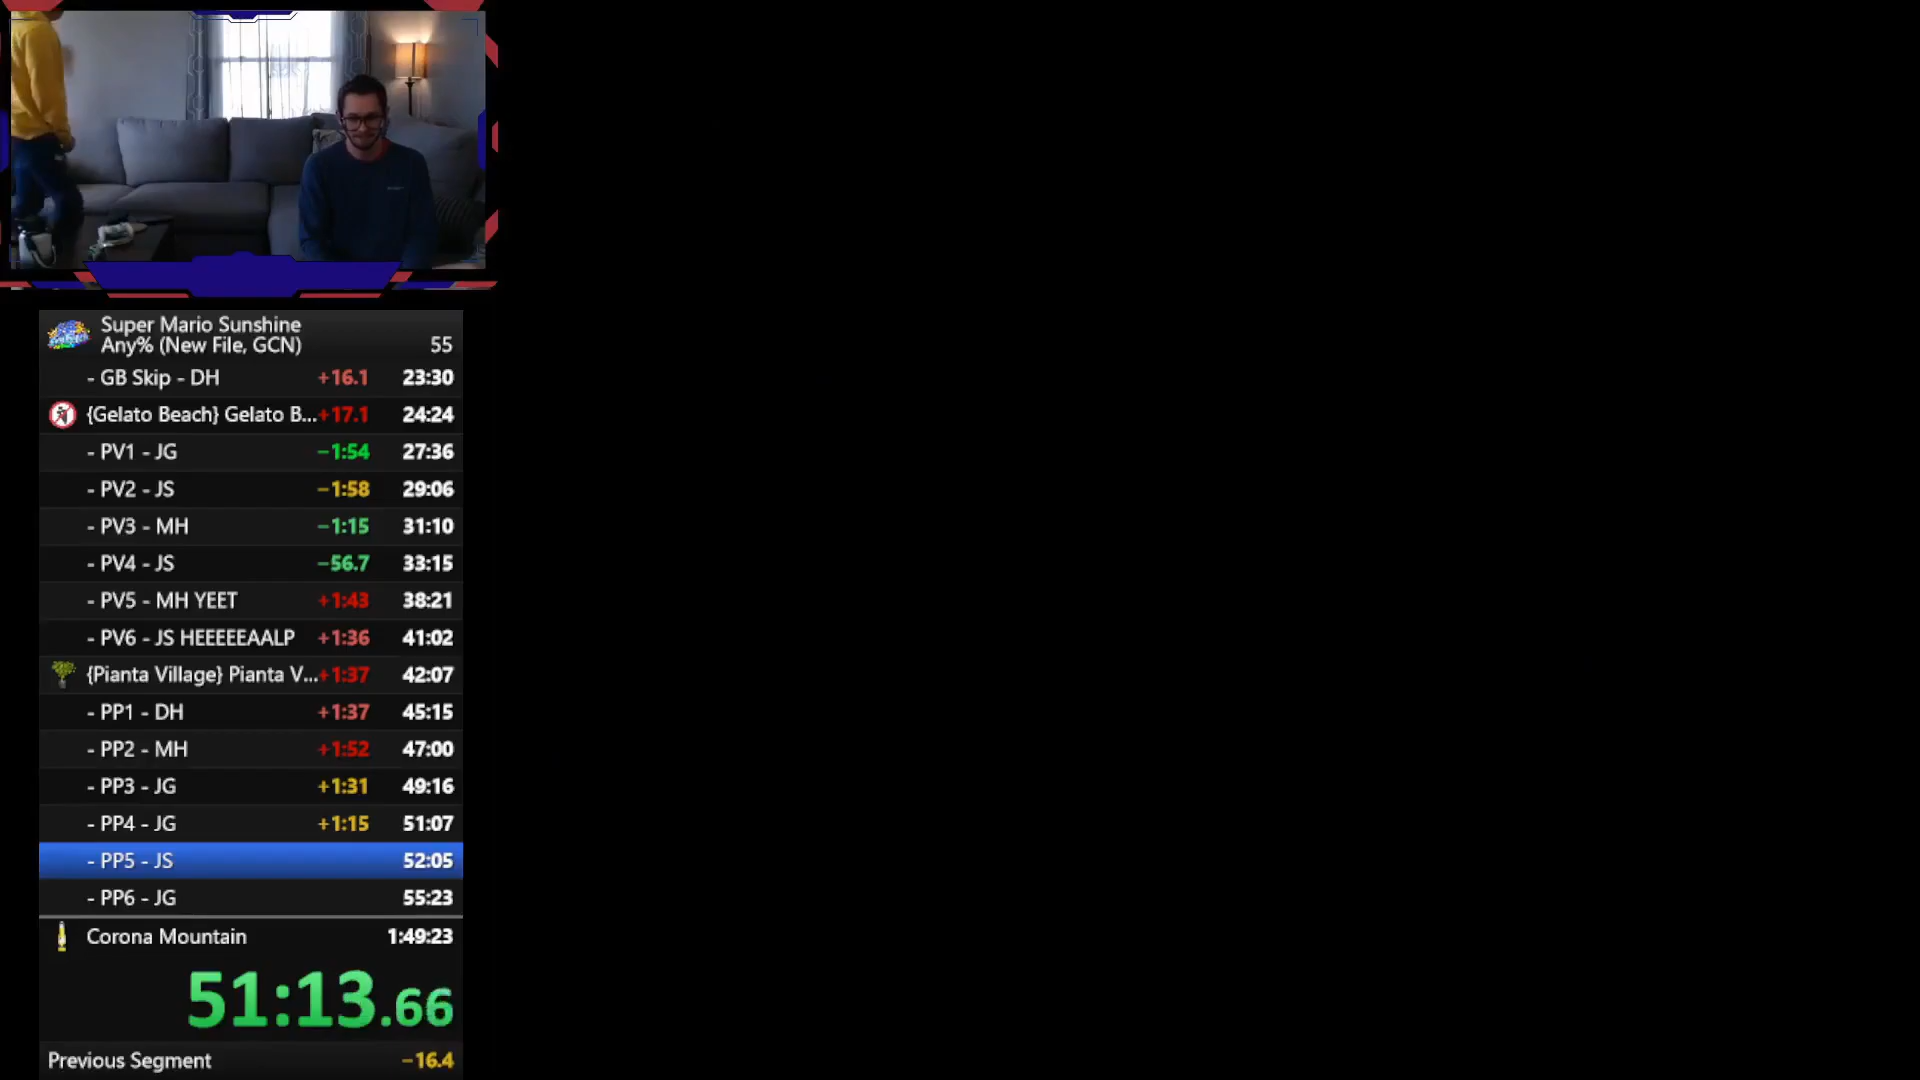 Super Mario Sunshine
Any% (New File, GCN) 55
- GB Skip - DH +16.1 23:30
{Gelato Beach} Gelato B... +17.1 24:24
- PV1 - JG −1:54 27:36
- PV2 - JS −1:58 29:06
- PV3 - MH −1:15 31:10
- PV4 - JS −56.7 33:15
- PV5 - MH YEET +1:43 38:21
- PV6 - JS HEEEEEAALP +1:36 41:02
{Pianta Village} Pianta V... +1:37 42:07
- PP1 - DH +1:37 45:15
- PP2 - MH +1:52 47:00
- PP3 - JG +1:31 49:16
- PP4 - JG +1:15 51:07
- PP5 - JS 52:05
- PP6 - JG 55:23
Corona Mountain 1:49:23
51:13.66
Previous Segment −16.4